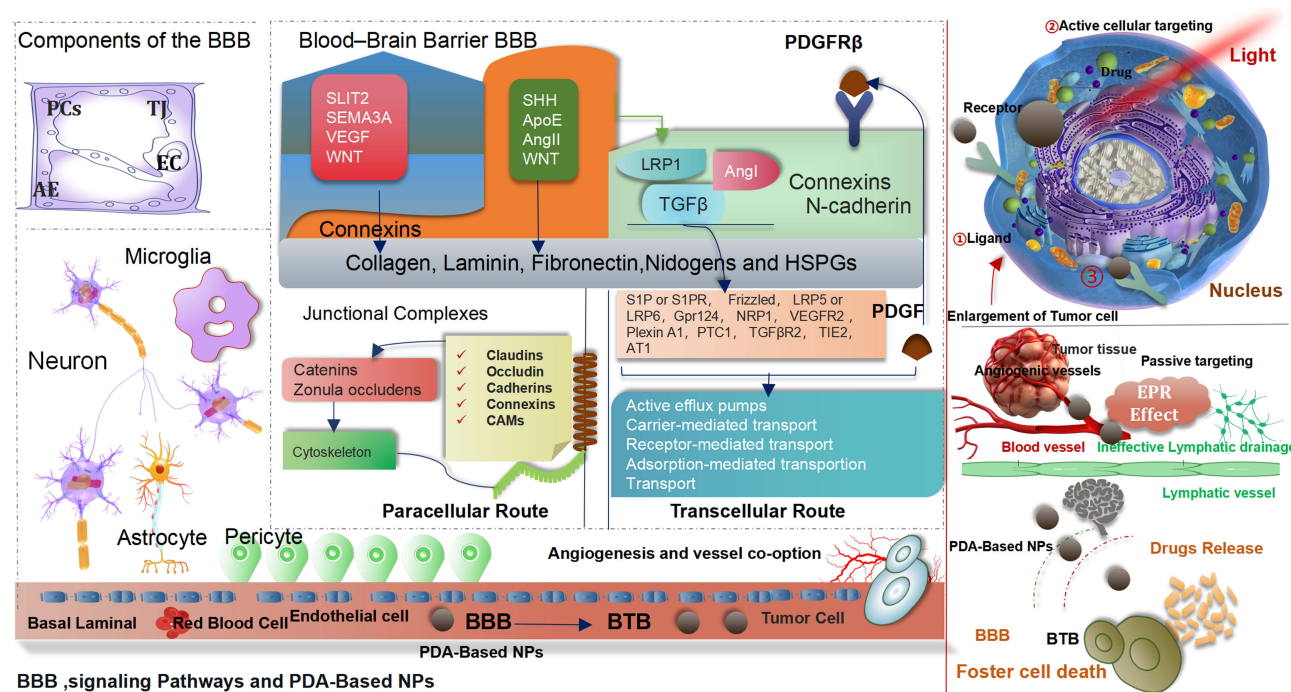 Components of the BBB
PCs
TJ
EC
AE
Microglia
Neuron
Astrocyte
Pericyte
Blood–Brain Barrier BBB
SLIT2
SEMA3A
VEGF
WNT
SHH
ApoE
AngII
WNT
PDGFRβ
LRP1
AngI
TGFβ
Connexins
N-cadherin
Connexins
Collagen, Laminin, Fibronectin,Nidogens and HSPGs
Junctional Complexes
Catenins
Zonula occludens
Cytoskeleton
✓ Claudins
✓ Occludin
✓ Cadherins
✓ Connexins
✓ CAMs
Paracellular Route
S1P or S1PR, Frizzled, LRP5 or
LRP6, Gpr124, NRP1, VEGFR2,
Plexin A1, PTC1, TGFβR2, TIE2,
AT1
PDGF
Active efflux pumps
Carrier-mediated transport
Receptor-mediated transport
Adsorption-mediated transportion
Transport
Transcellular Route
Angiogenesis and vessel co-option
Basal Laminal
Red Blood Cell
Endothelial cell
BBB
BTB
Tumor Cell
PDA-Based NPs
BBB ,signaling Pathways and PDA-Based NPs
②Active cellular targeting
Light
Drug
Receptor
①Ligand
③
Nucleus
Enlargement of Tumor cell
Tumor tissue
Angiogenic vessels
Passive targeting
EPR
Effect
Blood vessel
Ineffective Lymphatic drainage
Lymphatic vessel
PDA-Based NPs
Drugs Release
BBB
BTB
Foster cell death